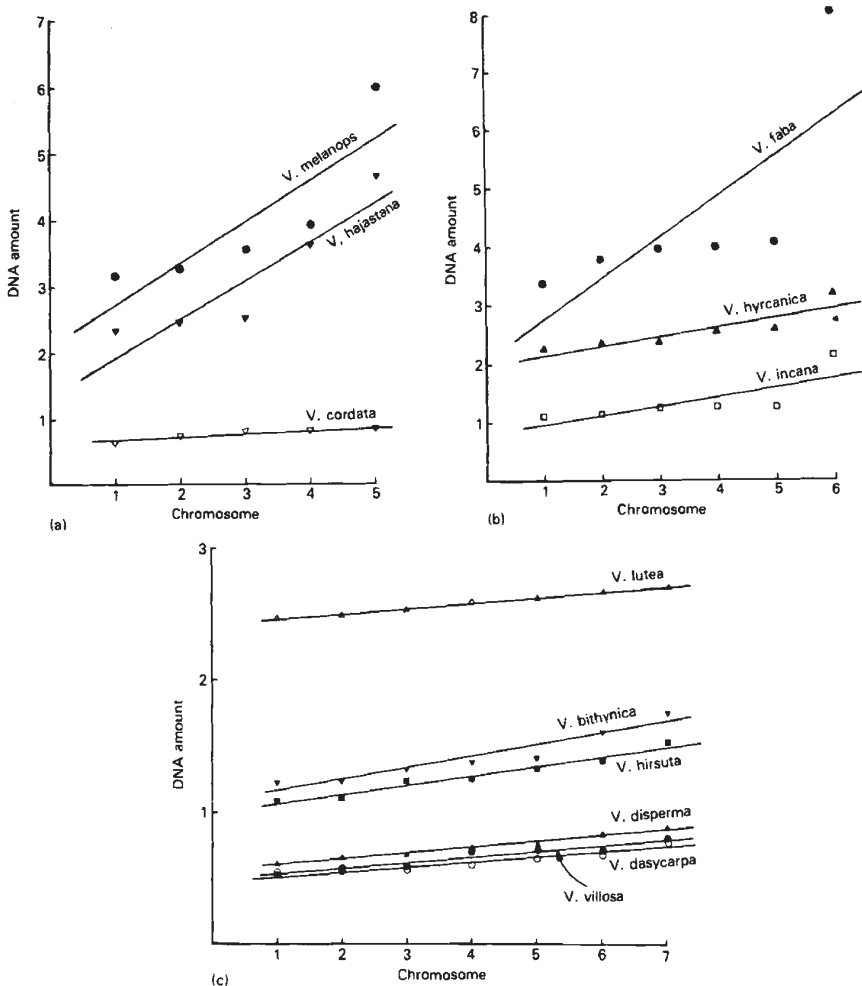 7
6
5
4
3
2
1
DNA amount
V. melanops
V. hajastana
V. cordata
1 2 3 4 5
Chromosome
(a)
8
7
6
5
4
3
2
1
DNA amount
V. faba
V. hyrcanica
V. incana
1 2 3 4 5 6
Chromosome
(b)
3
2
1
DNA amount
V. lutea
V. bithynica
V. hirsuta
V. disperma
V. dasycarpa
V. villosa
1 2 3 4 5 6 7
Chromosome
(c)